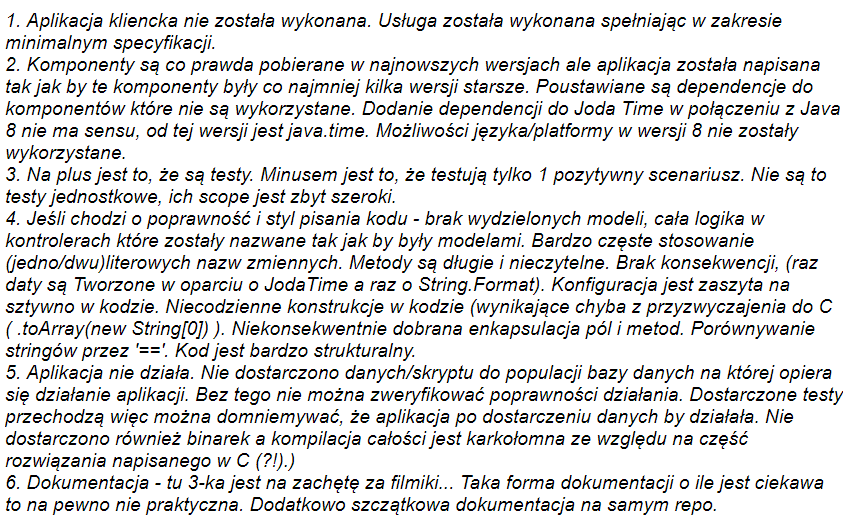 1. Aplikacja kliencka nie została wykonana. Usługa została wykonana spełniając w zakresie
minimalnym specyfikacji.
2. Komponenty są co prawda pobierane w najnowszych wersjach ale aplikacja została napisana
tak jak by te komponenty były co najmniej kilka wersji starsze. Poustawiane są dependencje do
komponentów które nie są wykorzystane. Dodanie dependencji do Joda Time w połączeniu z Java
8 nie ma sensu, od tej wersji jest java.time. Możliwości języka/platformy w wersji 8 nie zostały
wykorzystane.
3. Na plus jest to, że są testy. Minusem jest to, że testują tylko 1 pozytywny scenariusz. Nie są to
testy jednostkowe, ich scope jest zbyt szeroki.
4. Jeśli chodzi o poprawność i styl pisania kodu - brak wydzielonych modeli, cała logika w
kontrolerach które zostały nazwane tak jak by były modelami. Bardzo częste stosowanie
(jedno/dwu)literowych nazw zmiennych. Metody są długie i nieczytelne. Brak konsekwencji, (raz
daty są Tworzone w oparciu o JodaTime a raz o String.Format). Konfiguracja jest zaszyta na
sztywno w kodzie. Niecodzienne konstrukcje w kodzie (wynikające chyba z przyzwyczajenia do C
( .toArray(new String[0]) ). Niekonsekwentnie dobrana enkapsulacja pól i metod. Porównywanie
stringów przez '=='. Kod jest bardzo strukturalny.
5. Aplikacja nie działa. Nie dostarczono danych/skryptu do populacji bazy danych na której opiera
się działanie aplikacji. Bez tego nie można zweryfikować poprawności działania. Dostarczone testy
przechodzą więc można domniemywać, że aplikacja po dostarczeniu danych by działała. Nie
dostarczono również binarek a kompilacja całości jest karkołomna ze względu na część
rozwiązania napisanego w C (?!).)
6. Dokumentacja - tu 3-ka jest na zachętę za filmiki... Taka forma dokumentacji o ile jest ciekawa
to na pewno nie praktyczna. Dodatkowo szczątkowa dokumentacja na samym repo.